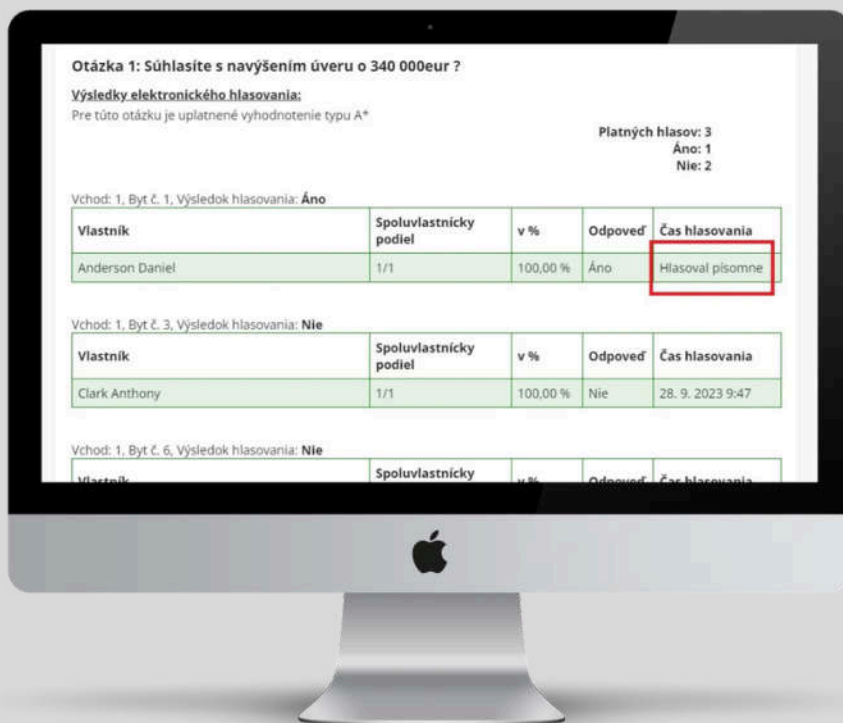 Otázka 1: Súhlasíte s navýšením úveru o 340 000eur ?
Výsledky elektronického hlasovania:
Pre túto otázku je uplatnené vyhodnotenie typu A*
Platných hlasov: 3
Áno: 1
Nie: 2
Vchod: 1, Byt č. 1, Výsledok hlasovania: Áno
Vlastník Spoluvlastnícky podiel v % Odpoveď Čas hlasovania
Anderson Daniel 1/1 100,00 % Áno Hlasoval písomne
Vchod: 1, Byt č. 3, Výsledok hlasovania: Nie
Vlastník Spoluvlastnícky podiel v % Odpoveď Čas hlasovania
Clark Anthony 1/1 100,00 % Nie 28. 9. 2023 9:47
Vchod: 1, Byt č. 6, Výsledok hlasovania: Nie
Vlastník Spoluvlastnícky v % Odpoveď Čas hlasovania